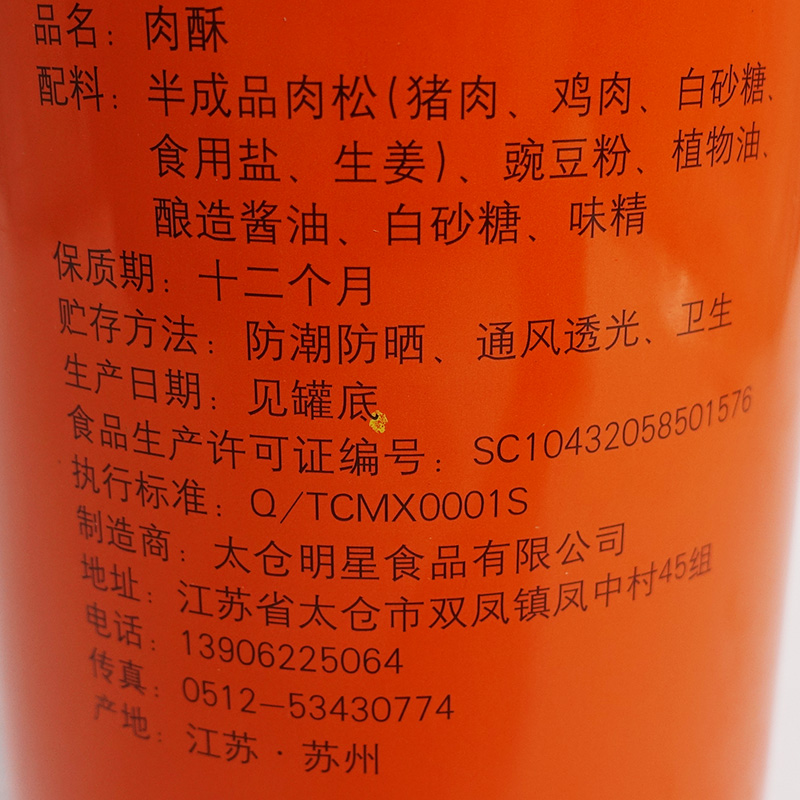 品名：肉酥
配料：半成品肉松(猪肉、鸡肉、白砂糖、
食用盐、生姜)、豌豆粉、植物油、
酿造酱油、白砂糖、味精
保质期：十二个月
贮存方法：防潮防晒、通风透光、卫生
生产日期：见罐底
食品生产许可证编号：SC10432058501576
执行标准：Q/TCMX0001S
制造商：太仓明星食品有限公司
地址：江苏省太仓市双凤镇凤中村45组
电话：13906225064
传真：0512-53430774
产地：江苏·苏州